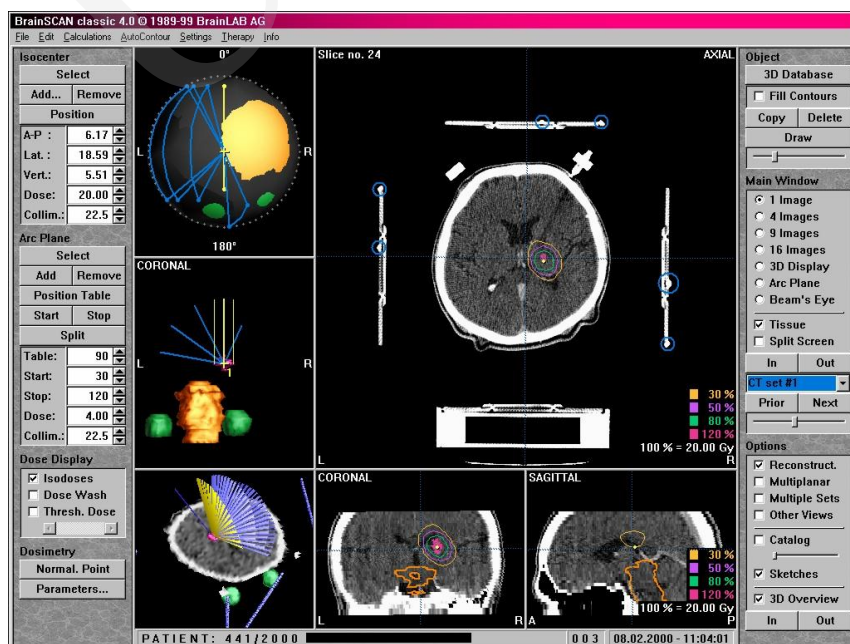 BrainSCAN classic 4.0 © 1989-99 BrainLAB AG
File Edit Calculations AutoContour Settings Therapy Info
Isocenter
Select
Add... Remove
Position
A-P : 6.17
Lat. : 18.59
Vert.: 5.51
Dose: 20.00
Collim.: 22.5
Arc Plane
Select
Add Remove
Position Table
Start Stop
Split
Table: 90
Start: 30
Stop: 120
Dose: 4.00
Collim.: 22.5
Dose Display
Isodoses
Dose Wash
Thresh. Dose
Dosimetry
Normal. Point
Parameters...
0°
L R
180°
CORONAL
L R
Slice no. 24 AXIAL
30 %
50 %
80 %
120 %
100 % = 20.00 Gy
L R
CORONAL
L R
SAGITTAL
30 %
50 %
80 %
120 %
100 % = 20.00 Gy
A P
Object
3D Database
Fill Contours
Copy Delete
Draw
Main Window
1 Image
4 Images
9 Images
16 Images
3D Display
Arc Plane
Beam's Eye
Tissue
Split Screen
In Out
CT set #1
Prior Next
Options
Reconstruct.
Multiplanar
Multiple Sets
Other Views
Catalog
Sketches
3D Overview
In Out
PATIENT: 441/2000 003 08.02.2000 - 11:04:01